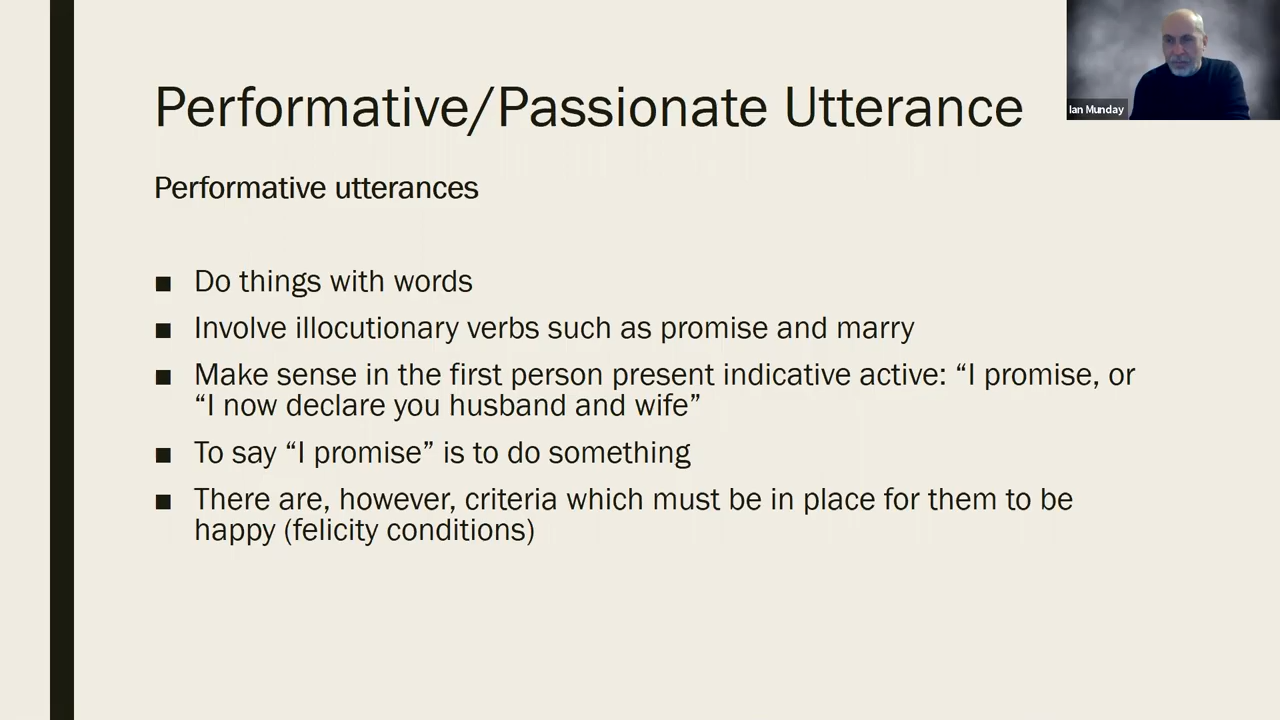 Performative/Passionate Utterance
Ian Munday
Performative utterances
■ Do things with words
■ Involve illocutionary verbs such as promise and marry
■ Make sense in the first person present indicative active: “I promise, or
“I now declare you husband and wife”
■ To say “I promise” is to do something
■ There are, however, criteria which must be in place for them to be
happy (felicity conditions)